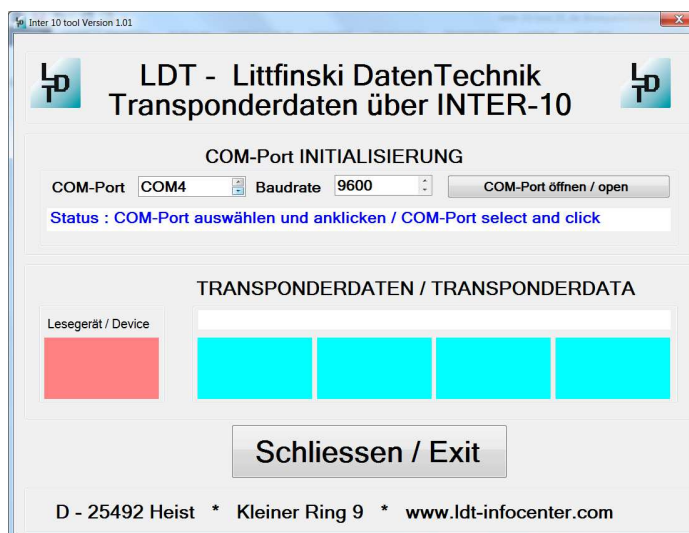 Inter 10 tool Version 1.01
LDT
LDT - Littfinski DatenTechnik
LDT
Transponderdaten über INTER-10
COM-Port INITIALISIERUNG
COM-Port COM4 Baudrate 9600 COM-Port öffnen / open
Status : COM-Port auswählen und anklicken / COM-Port select and click
TRANSPONDERDATEN / TRANSPONDERDATA
Lesegerät / Device
Schliessen / Exit
D - 25492 Heist * Kleiner Ring 9 * www.ldt-infocenter.com